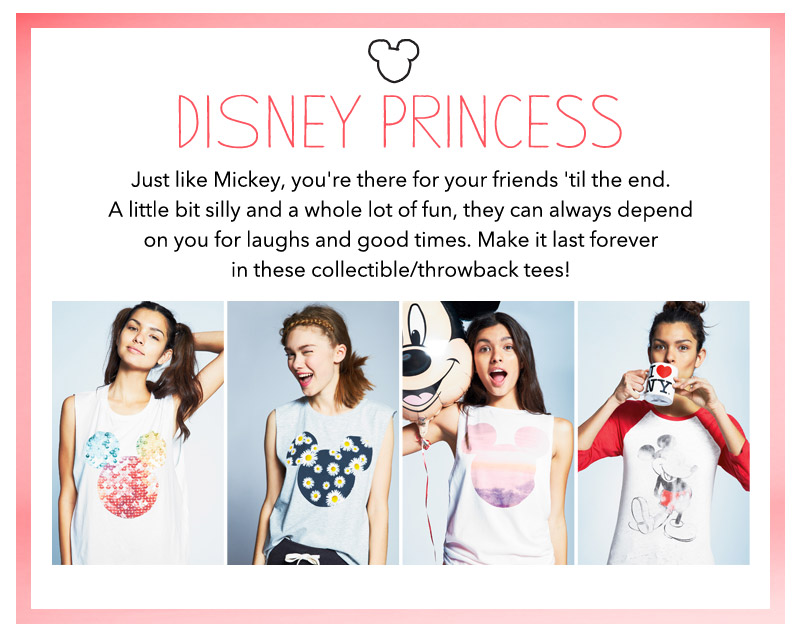 DISNEY PRINCESS
Just like Mickey, you're there for your friends 'til the end.
A little bit silly and a whole lot of fun, they can always depend
on you for laughs and good times. Make it last forever
in these collectible/throwback tees!
I ♥
NY